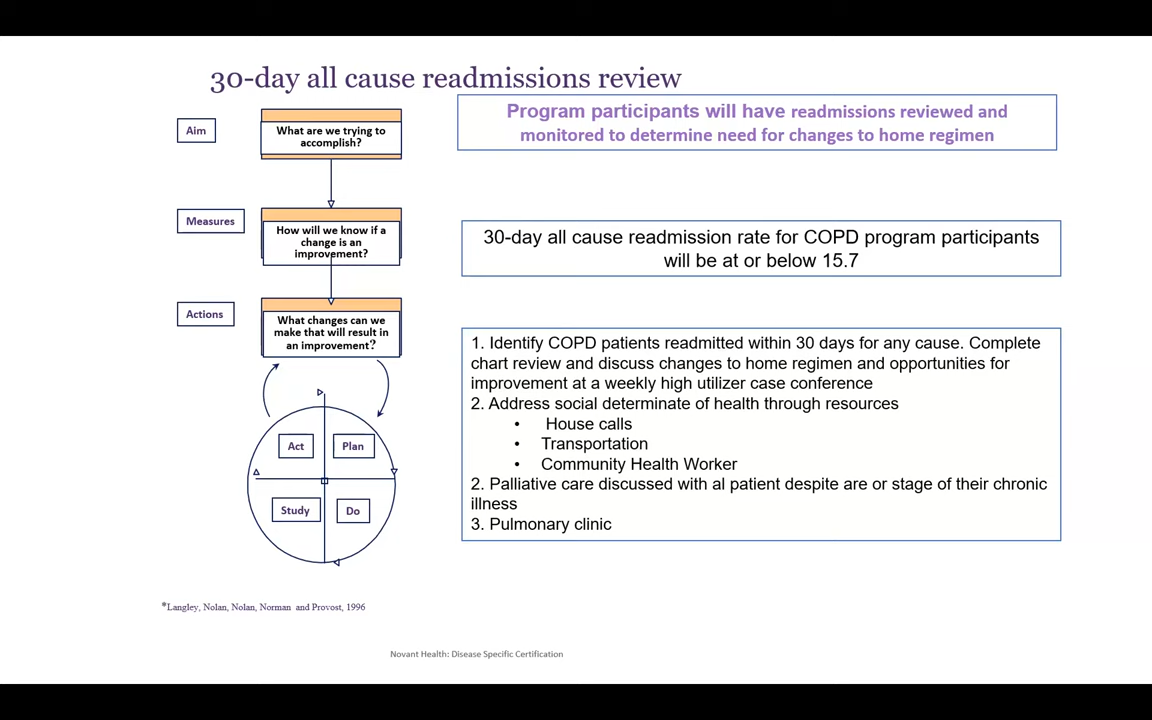 30-day all cause readmissions review
Aim
What are we trying to
accomplish?
Program participants will have readmissions reviewed and
monitored to determine need for changes to home regimen
Measures
How will we know if a
change is an
improvement?
30-day all cause readmission rate for COPD program participants
will be at or below 15.7
Actions
What changes can we
make that will result in
an improvement?
1. Identify COPD patients readmitted within 30 days for any cause. Complete
chart review and discuss changes to home regimen and opportunities for
improvement at a weekly high utilizer case conference
2. Address social determinate of health through resources
• House calls
• Transportation
• Community Health Worker
2. Palliative care discussed with al patient despite are or stage of their chronic
illness
3. Pulmonary clinic
Act
Plan
Study
Do
*Langley, Nolan, Nolan, Norman and Provost, 1996
Novant Health: Disease Specific Certification